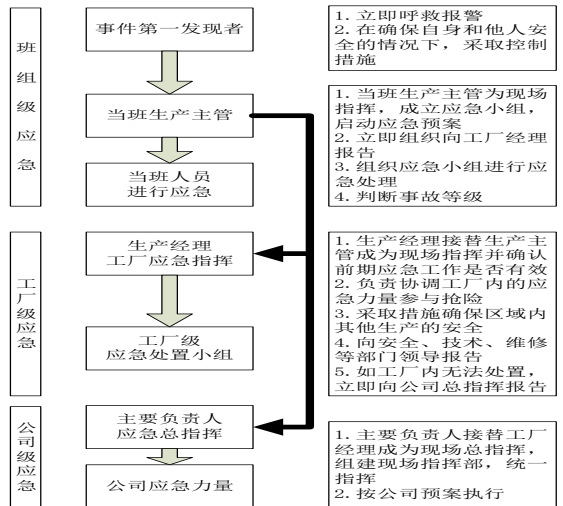 班组级应急
事件第一发现者
当班生产主管
当班人员
进行应急
1. 立即呼救报警
2. 在确保自身和他人安
全的情况下，采取控制
措施
1. 当班生产主管为现场
指挥，成立应急小组，
启动应急预案
2. 立即组织向工厂经理
报告
3. 组织应急小组进行应
急处理
4. 判断事故等级
工厂级应急
生产经理
工厂应急指挥
工厂级
应急处置小组
1. 生产经理接替生产主
管成为现场指挥并确认
前期应急工作是否有效
2. 负责协调工厂内的应
急力量参与抢险
3. 采取措施确保区域内
其他生产的安全
4. 向安全、技术、维修
等部门领导报告
5. 如工厂内无法处置，
立即向公司总指挥报告
公司级应急
主要负责人
应急总指挥
公司应急力量
1. 主要负责人接替工厂
经理成为现场总指挥，
组建现场指挥部，统一
指挥
2. 按公司预案执行